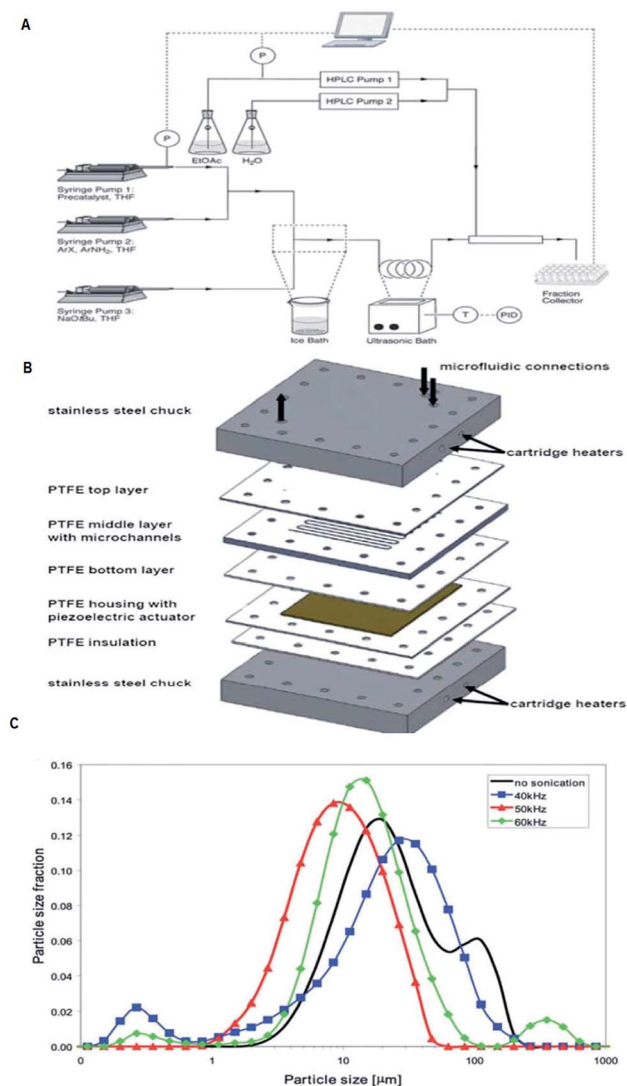 A
P
HPLC Pump 1
HPLC Pump 2
P
EtOAc
H₂O
Syringe Pump 1:
Precatalyst, THF
Syringe Pump 2:
ArX, ArNH₂, THF
Syringe Pump 3:
NaOtBu, THF
Ice Bath
Ultrasonic Bath
T
PID
Fraction
Collector
B
microfluidic connections
stainless steel chuck
cartridge heaters
PTFE top layer
PTFE middle layer
with microchannels
PTFE bottom layer
PTFE housing with
piezoelectric actuator
PTFE insulation
stainless steel chuck
cartridge heaters
C
0.16
0.14
0.12
0.10
0.08
0.06
0.04
0.02
0.00
Particle size fraction
no sonication
40kHz
50kHz
60kHz
0
1
10
100
1000
Particle size [µm]